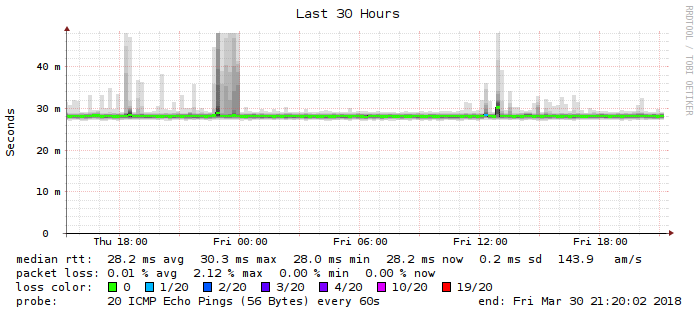 Last 30 Hours
RRDTOOL / TOBI OETIKER
Seconds
40 m
30 m
20 m
10 m
0
Thu 18:00 Fri 00:00 Fri 06:00 Fri 12:00 Fri 18:00
median rtt: 28.2 ms avg 30.3 ms max 28.0 ms min 28.2 ms now 0.2 ms sd 143.9 am/s
packet loss: 0.01 % avg 2.12 % max 0.00 % min 0.00 % now
loss color: 0 1/20 2/20 3/20 4/20 10/20 19/20
probe: 20 ICMP Echo Pings (56 Bytes) every 60s end: Fri Mar 30 21:20:02 2018